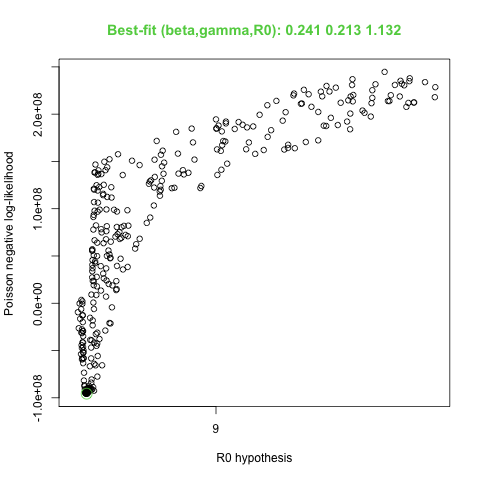 Best-fit (beta,gamma,R0): 0.241 0.213 1.132
Poisson negative log-likelihood
2.0e+08
1.0e+08
0.0e+00
-1.0e+08
9
R0 hypothesis